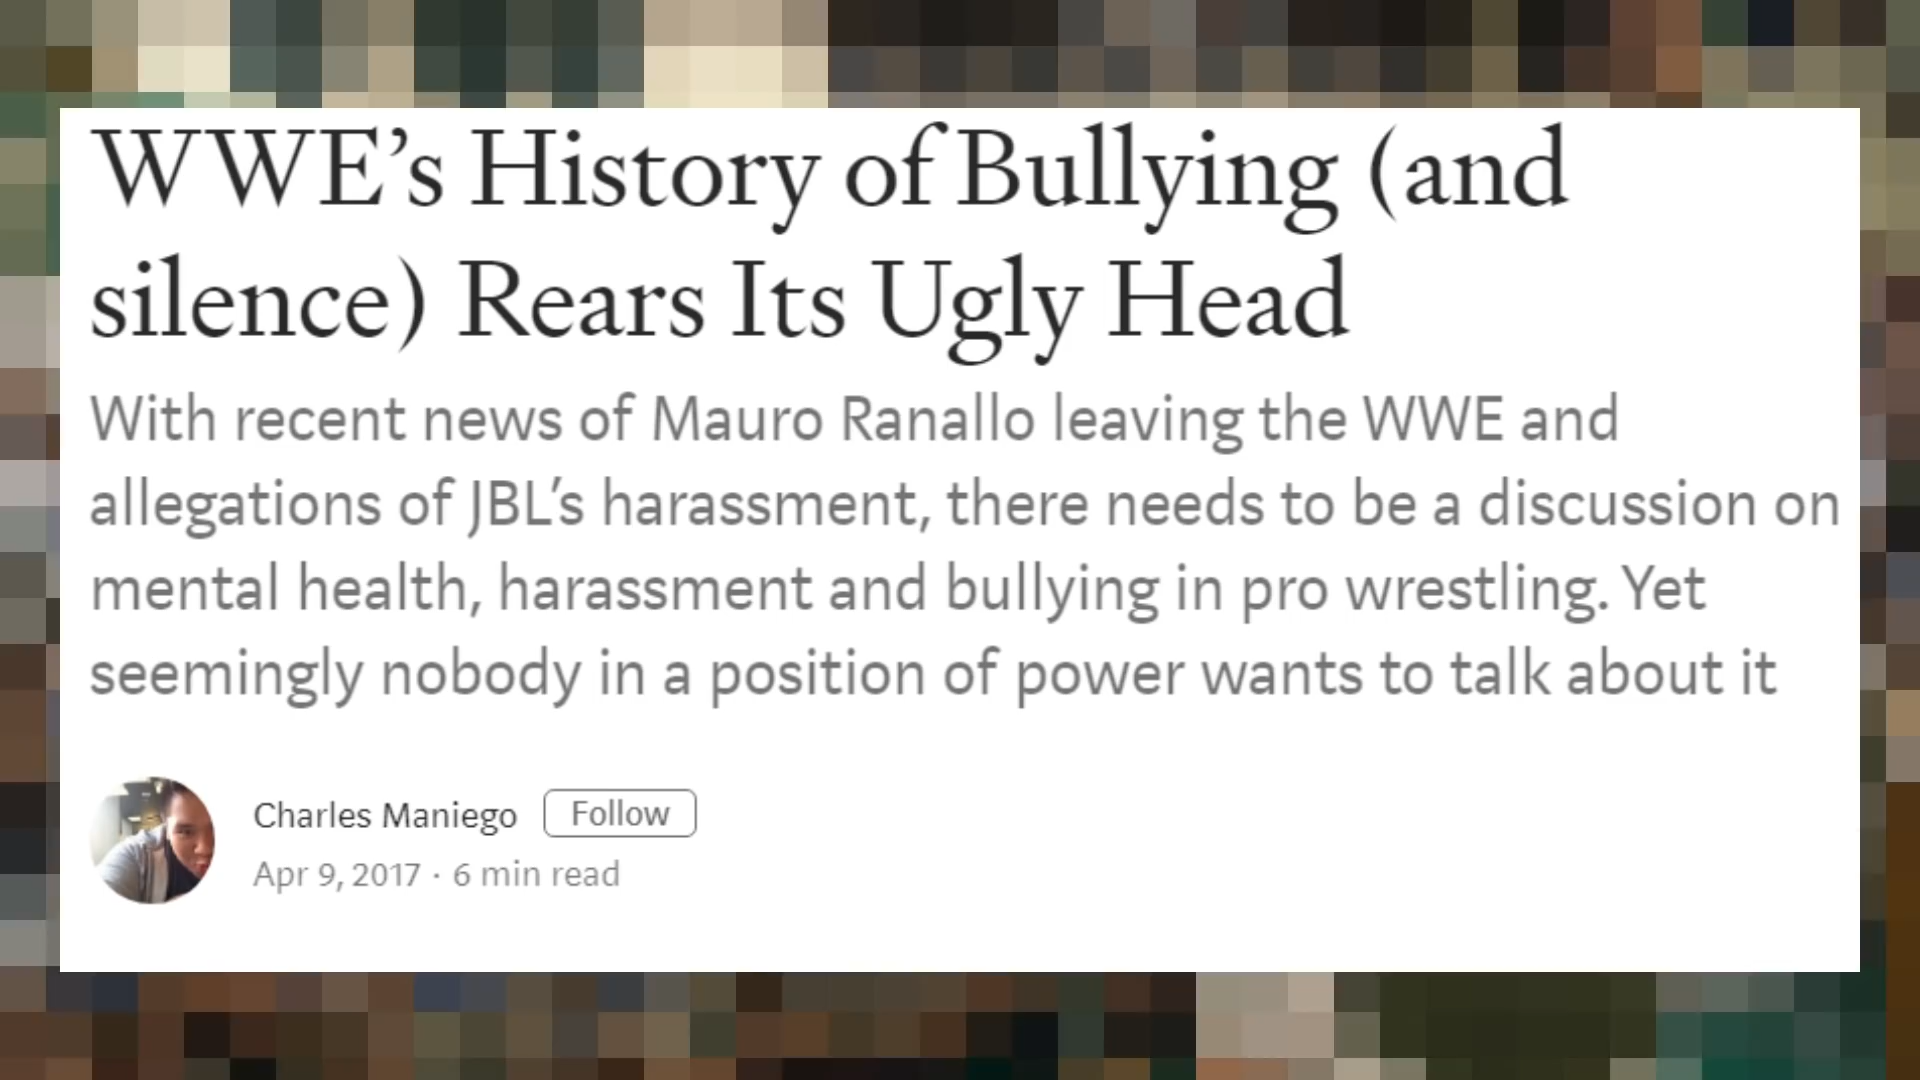 WWE’s History of Bullying (and
silence) Rears Its Ugly Head
With recent news of Mauro Ranallo leaving the WWE and
allegations of JBL’s harassment, there needs to be a discussion on
mental health, harassment and bullying in pro wrestling. Yet
seemingly nobody in a position of power wants to talk about it
Charles Maniego Follow
Apr 9, 2017 · 6 min read